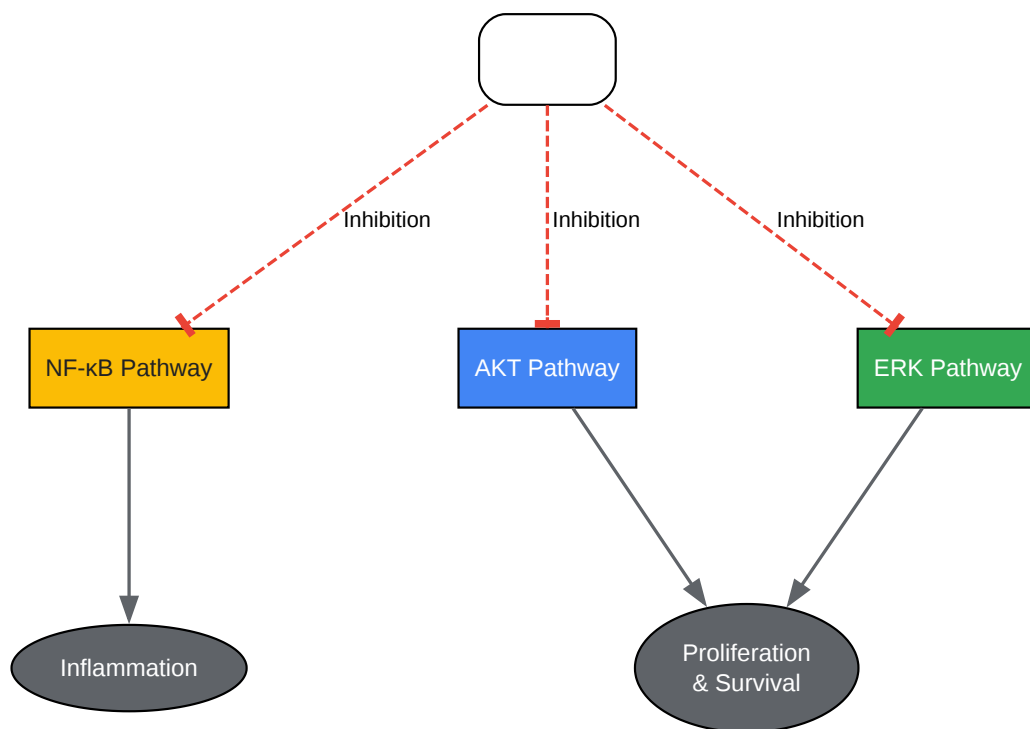 Inhibition
Inhibition
Inhibition
NF-κB Pathway
AKT Pathway
ERK Pathway
Inflammation
Proliferation
& Survival